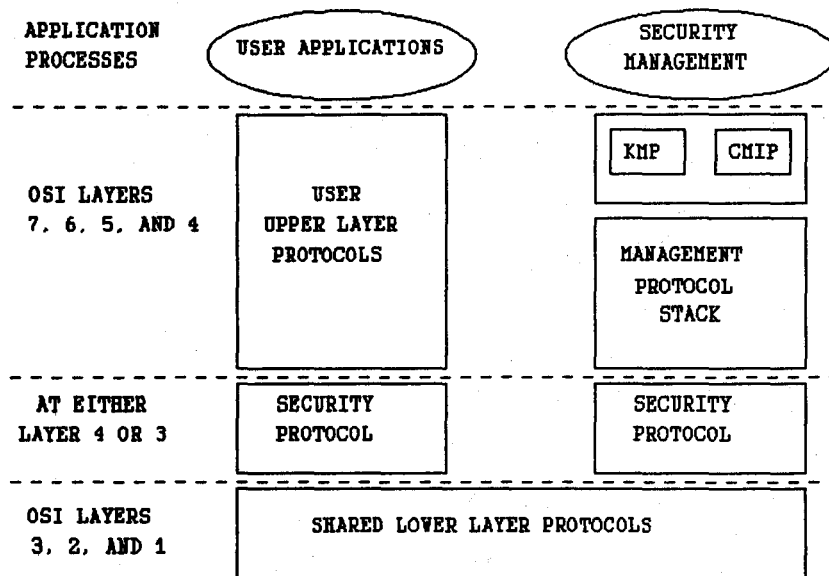 APPLICATION
PROCESSES
USER APPLICATIONS
SECURITY
MANAGEMENT
OSI LAYERS
7, 6, 5, AND 4
USER
UPPER LAYER
PROTOCOLS
KMP
CMIP
MANAGEMENT
PROTOCOL
STACK
AT EITHER
LAYER 4 OR 3
SECURITY
PROTOCOL
SECURITY
PROTOCOL
OSI LAYERS
3, 2, AND 1
SHARED LOWER LAYER PROTOCOLS